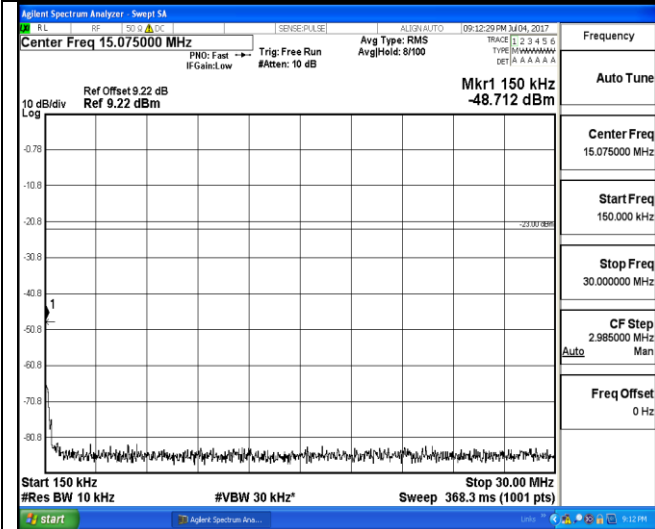 Agilent Spectrum Analyzer - Swept SA
RL RF 50 Ω DC SENSE:PULSE ALIGNAUTO 09:12:29 PM Jul 04, 2017
Center Freq 15.075000 MHz
PNO: Fast
IFGain:Low
Trig: Free Run
#Atten: 10 dB
Avg Type: RMS
Avg|Hold: 8/100
TRACE 1 2 3 4 5 6
TYPE MWWWWW
DET A A A A A A
Ref Offset 9.22 dB
10 dB/div Ref 9.22 dBm
Log
Mkr1 150 kHz
-48.712 dBm
-0.78
-10.8
-20.8
-23.00 dBm
-30.8
-40.8
1
-50.8
-60.8
-70.8
-80.8
Start 150 kHz
Stop 30.00 MHz
#Res BW 10 kHz
#VBW 30 kHz*
Sweep 368.3 ms (1001 pts)
Frequency
Auto Tune
Center Freq
15.075000 MHz
Start Freq
150.000 kHz
Stop Freq
30.000000 MHz
CF Step
2.985000 MHz
Auto Man
Freq Offset
0 Hz
start
Agilent Spectrum Ana...
Links
9:12 PM